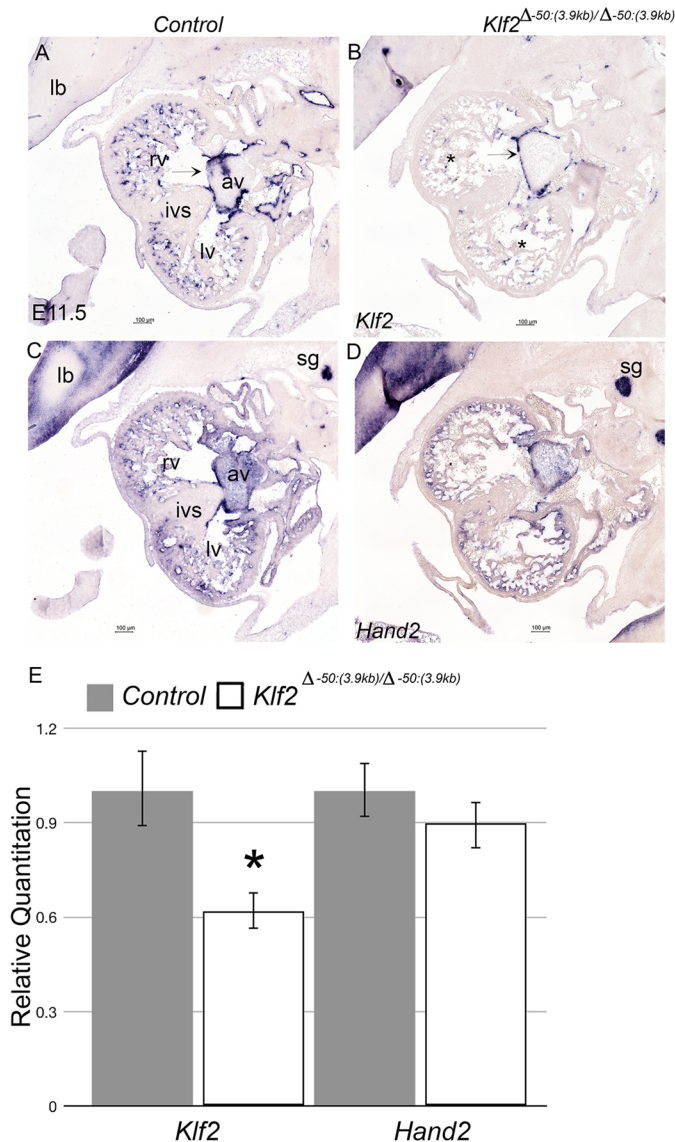 Control
Klf2 Δ-50:(3.9kb)/Δ-50:(3.9kb)
A
lb
rv
av
ivs
lv
E11.5
100 µm
B
*
*
Klf2
100 µm
C
lb
sg
rv
av
ivs
lv
100 µm
D
sg
Hand2
100 µm
E
Control Klf2 Δ-50:(3.9kb)/Δ-50:(3.9kb)
Relative Quantitation
1.2
0.9
0.6
0.3
0
*
Klf2 Hand2